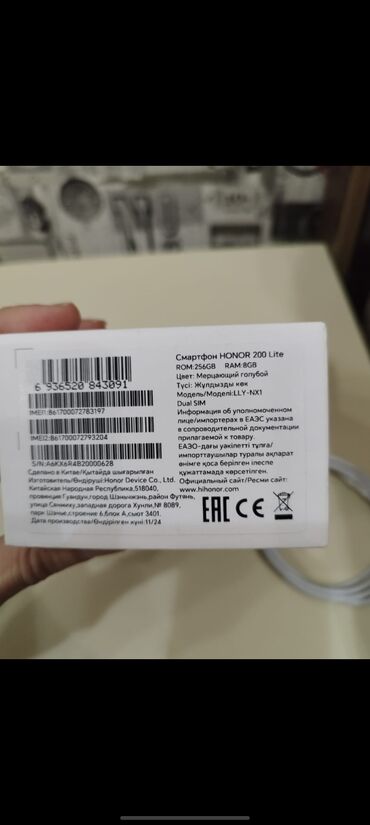 Смартфон HONOR 200 Lite
ROM:256GB RAM:8GB
Цвет: Мерцающий голубой
Түсі: Жұлдызды көк
Модель/Моделі:LLY-NX1
Dual SIM
Информация об уполномоченном
лице/импортерах в ЕАЭС указана
в сопроводительной документации
прилагаемой к товару.
ЕАЭО-дағы уәкілетті тұлға/
импорттаушылар туралы ақпарат
өнімге қоса берілген ілеспе
құжаттамада көрсетілген.
Официальный сайт/Ресми сайт:
www.hihonor.com
EAC CE
6 936520 843091
IMEI1:861700072783197
IMEI2:861700072793204
S/N:A6KX6R4B20000628
Сделано в Китае/Қытайда шығарылған
Изготовитель/Өндіруші:Honor Device Co., Ltd.
Китайская Народная Республика,518040,
провинция Гуандун,город Шэньчжэнь,район Футянь,
улица Сянмиху,западная дорога Хунли,№ 8089,
парк Шанье,строение 6,блок A,сьют 3401.
Дата производства/Өндірілген күні:11/24